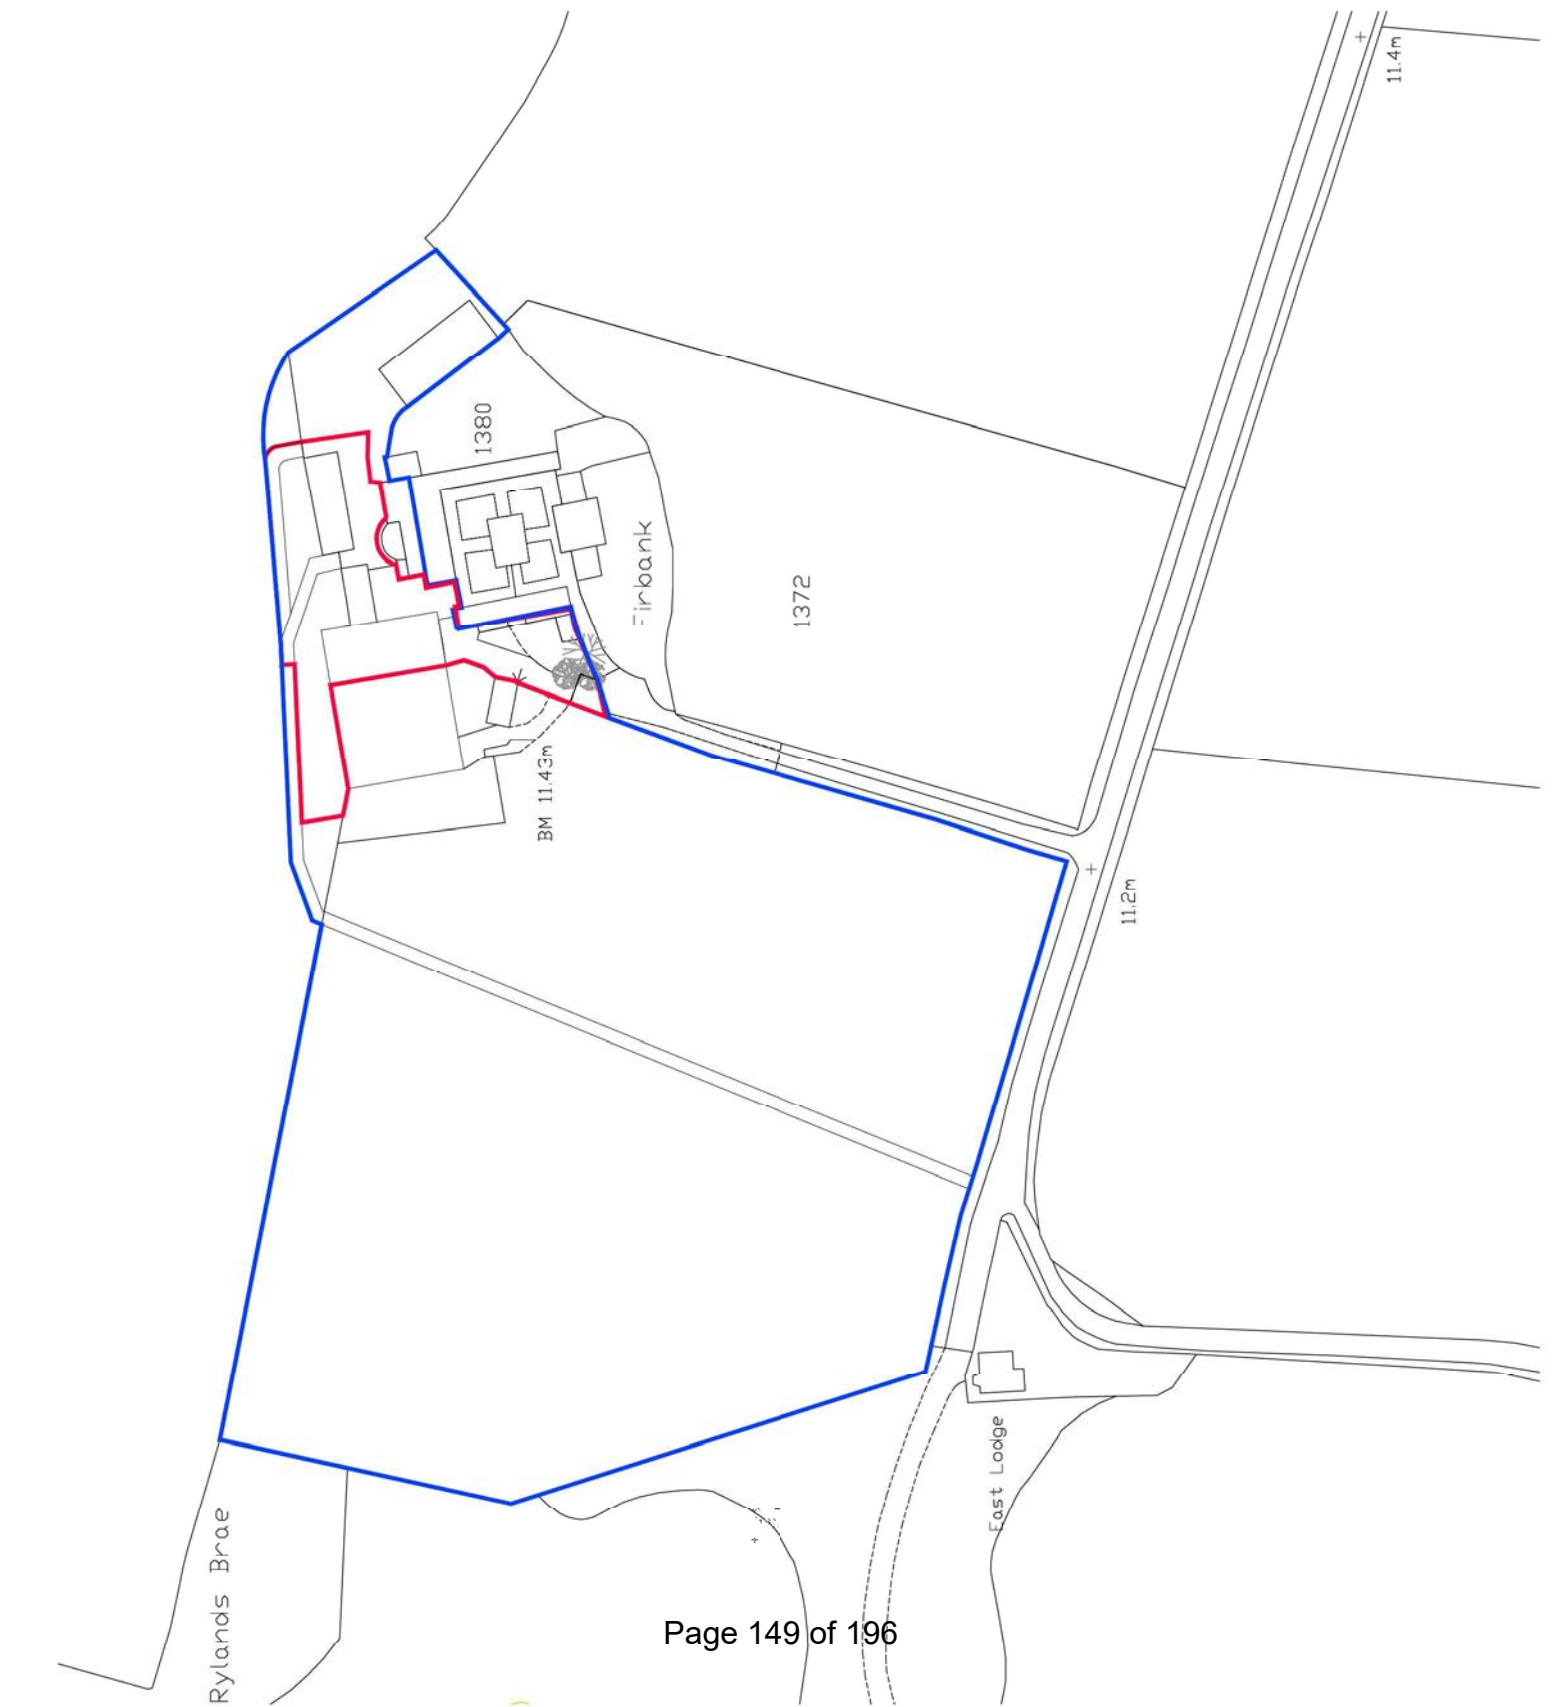 11.4m
1380
Firbank
1372
BM 11.43m
11.2m
East Lodge
Rylands Brae
Page 149 of 196